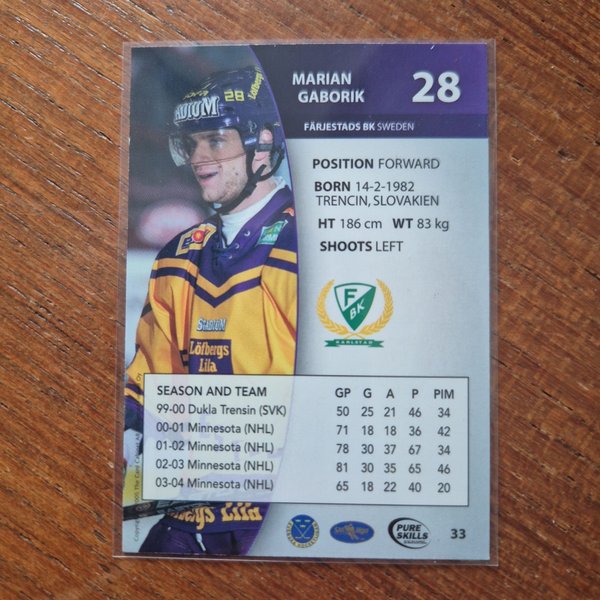 MARIAN
GABORIK
28
FÄRJESTADS BK SWEDEN
POSITION FORWARD
BORN 14-2-1982
TRENCIN, SLOVAKIEN
HT 186 cm WT 83 kg
SHOOTS LEFT
STADIUM
28
Löfbergs
F
BK
KARLSTAD
STADIUM
Löfbergs
Lila
SEASON AND TEAM GP G A P PIM
99-00 Dukla Trensin (SVK) 50 25 21 46 34
00-01 Minnesota (NHL) 71 18 18 36 42
01-02 Minnesota (NHL) 78 30 37 67 34
02-03 Minnesota (NHL) 81 30 35 65 46
03-04 Minnesota (NHL) 65 18 22 40 20
Lila
PURE
SKILLS
33